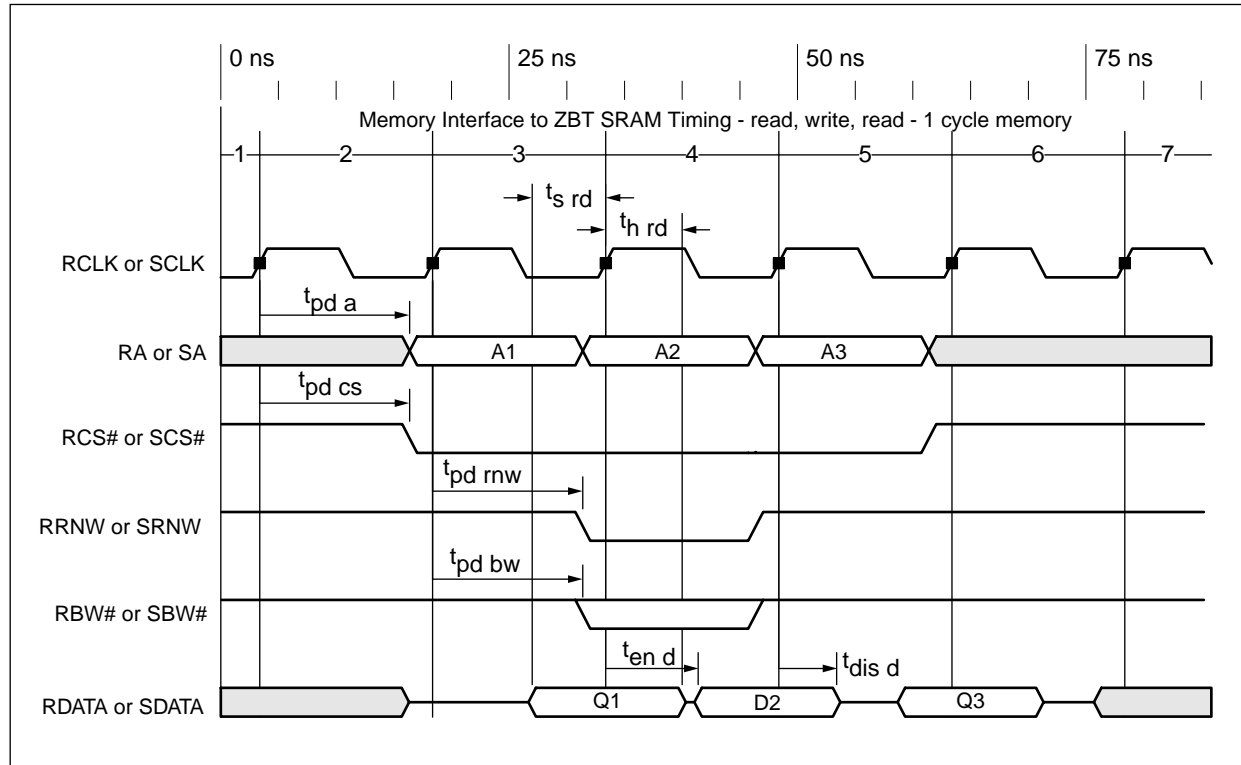 0 ns 25 ns 50 ns 75 ns
Memory Interface to ZBT SRAM Timing - read, write, read - 1 cycle memory
1 2 3 4 5 6 7
ts rd
th rd
RCLK or SCLK
tpd a
RA or SA A1 A2 A3
tpd cs
RCS# or SCS#
tpd rnw
RRNW or SRNW
tpd bw
RBW# or SBW#
ten d tdis d
RDATA or SDATA Q1 D2 Q3